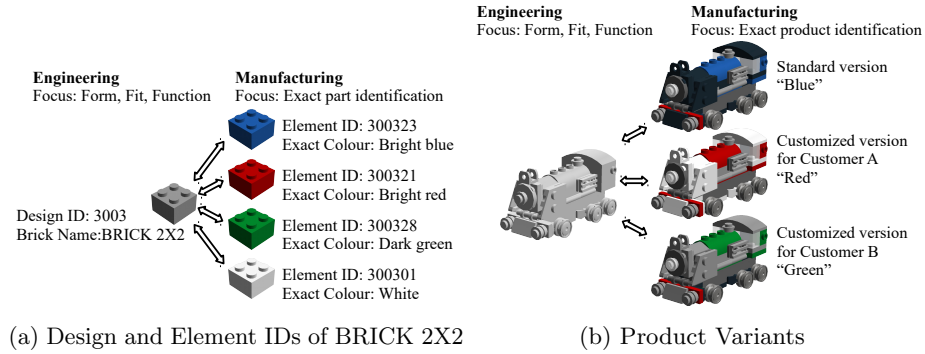 Engineering
Focus: Form, Fit, Function
Manufacturing
Focus: Exact part identification
Element ID: 300323
Exact Colour: Bright blue
Element ID: 300321
Exact Colour: Bright red
Design ID: 3003
Brick Name:BRICK 2X2
Element ID: 300328
Exact Colour: Dark green
Element ID: 300301
Exact Colour: White
(a) Design and Element IDs of BRICK 2X2
Engineering
Focus: Form, Fit, Function
Manufacturing
Focus: Exact product identification
Standard version
“Blue”
Customized version
for Customer A
“Red”
Customized version
for Customer B
“Green”
(b) Product Variants